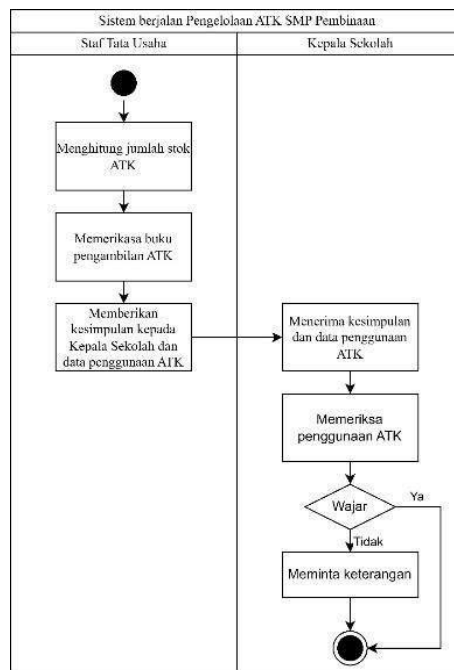 Sistem berjalan Pengelolaan ATK SMP Pembinaan
Staf Tata Usaha
Kepala Sekolah
Menghitung jumlah stok
ATK
Memerikasa buku
pengambilan ATK
Memberikan
kesimpulan kepada
Kepala Sekolah dan
data penggunaan ATK
Menerima kesimpulan
dan data penggunaan
ATK
Memeriksa
penggunaan ATK
Wajar
Ya
Tidak
Meminta keterangan